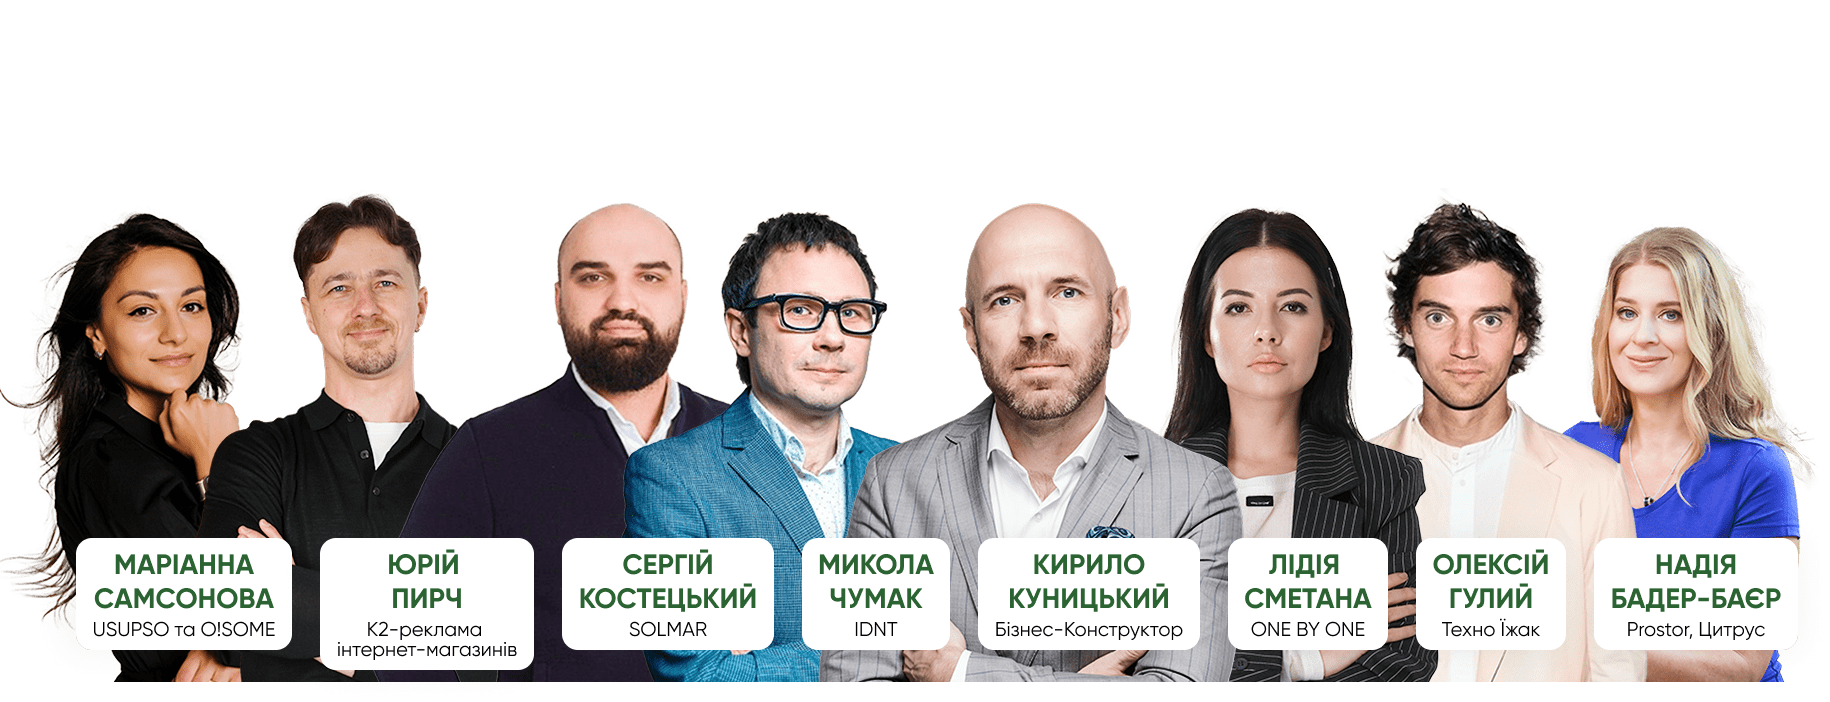 МАРІАННА
САМСОНОВА
USUPSO та O!SOME
ЮРІЙ
ПИРЧ
К2-реклама
інтернет-магазинів
СЕРГІЙ
КОСТЕЦЬКИЙ
SOLMAR
МИКОЛА
ЧУМАК
IDNT
КИРИЛО
КУНИЦЬКИЙ
Бізнес-Конструктор
ЛІДІЯ
СМЕТАНА
ONE BY ONE
ОЛЕКСІЙ
ГУЛИЙ
Техно Їжак
НАДІЯ
БАДЕР-БАЄР
Prostor, Цитрус